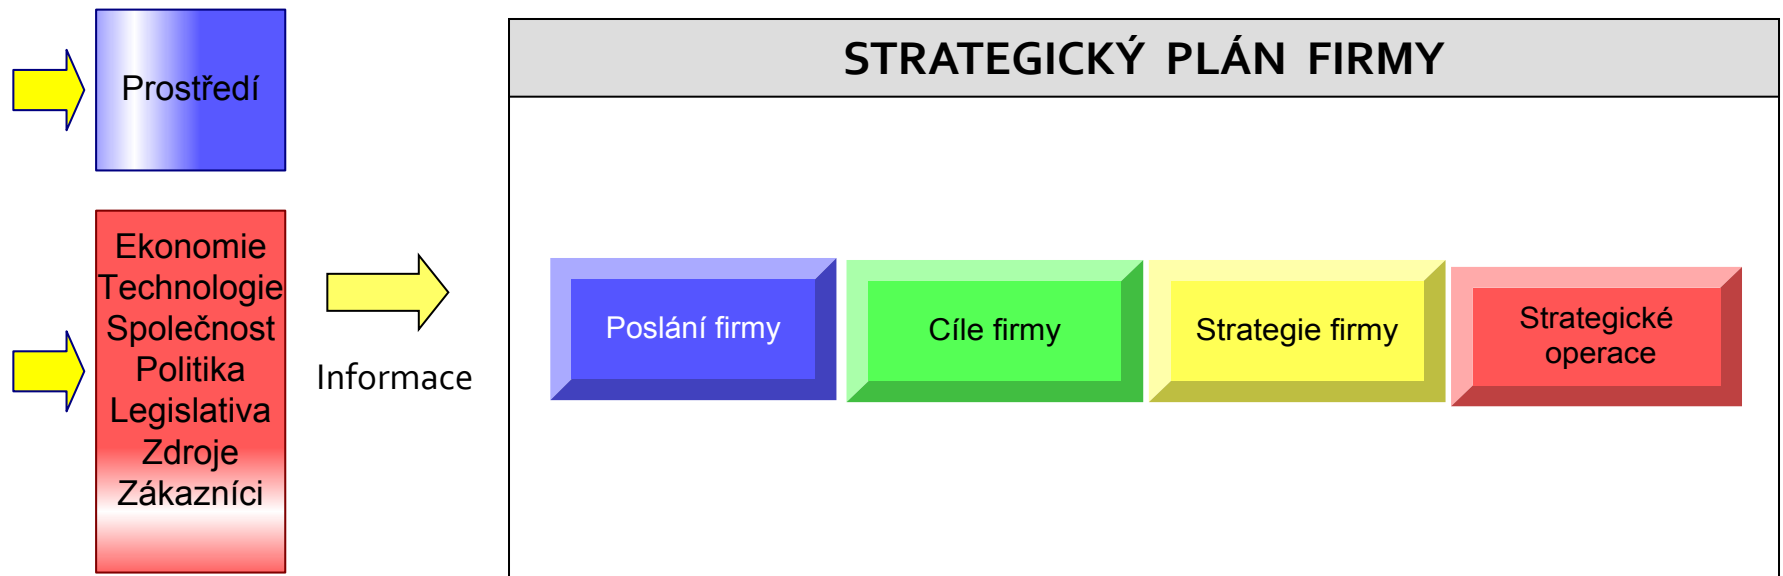 Prostředí
Ekonomie
Technologie
Společnost
Politika
Legislativa
Zdroje
Zákazníci
Informace
STRATEGICKÝ PLÁN FIRMY
Poslání firmy
Cíle firmy
Strategie firmy
Strategické
operace